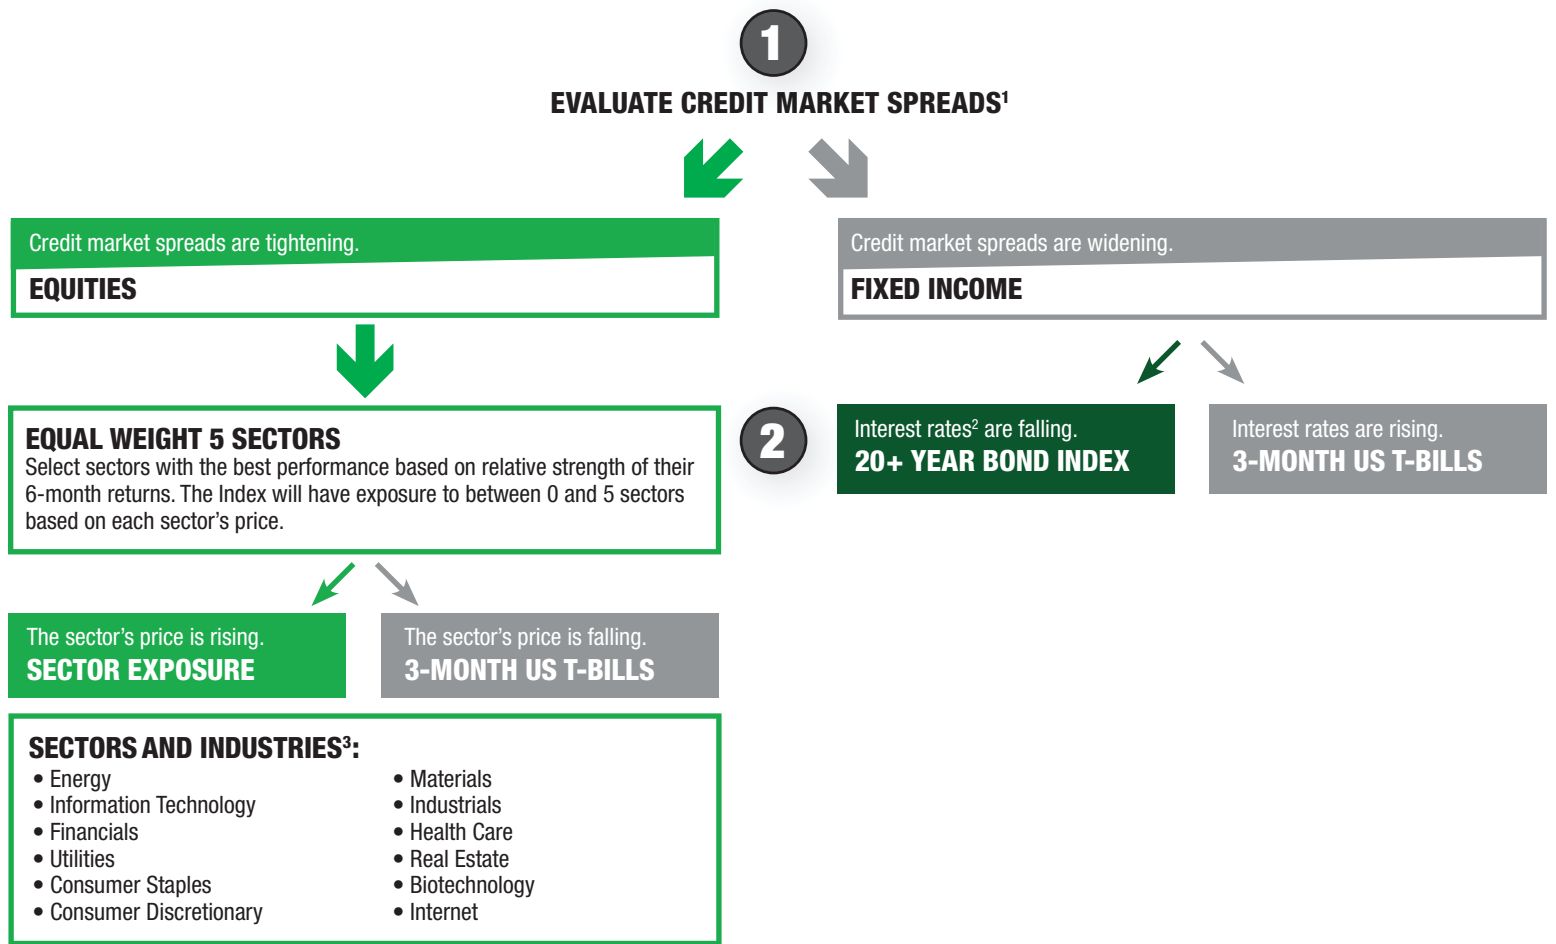 1
EVALUATE CREDIT MARKET SPREADS¹
Credit market spreads are tightening.
EQUITIES
Credit market spreads are widening.
FIXED INCOME
EQUAL WEIGHT 5 SECTORS
Select sectors with the best performance based on relative strength of their
6-month returns. The Index will have exposure to between 0 and 5 sectors
based on each sector’s price.
2
Interest rates² are falling.
20+ YEAR BOND INDEX
Interest rates are rising.
3-MONTH US T-BILLS
The sector’s price is rising.
SECTOR EXPOSURE
The sector’s price is falling.
3-MONTH US T-BILLS
SECTORS AND INDUSTRIES³:
• Energy
• Information Technology
• Financials
• Utilities
• Consumer Staples
• Consumer Discretionary
• Materials
• Industrials
• Health Care
• Real Estate
• Biotechnology
• Internet